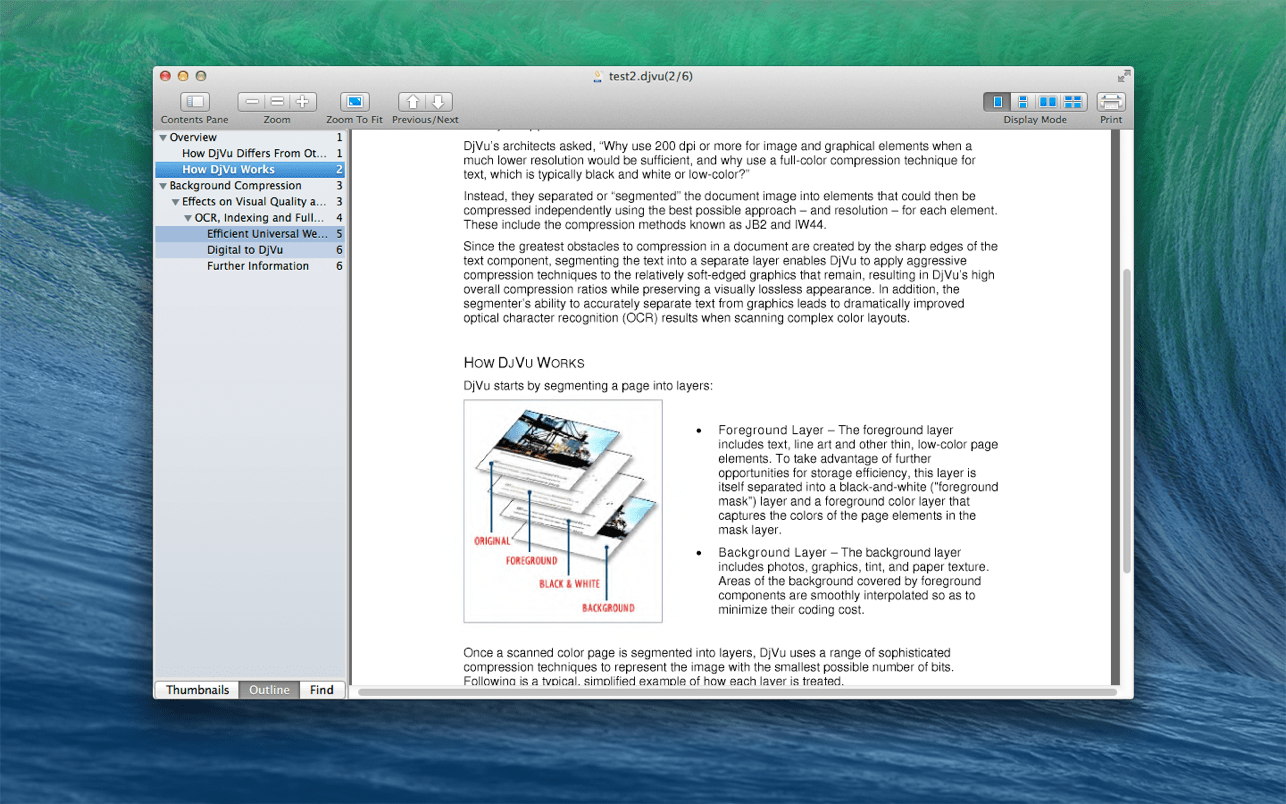 test2.djvu(2/6)
Contents Pane
Zoom
Zoom To Fit
Previous/Next
Display Mode
Print
Overview 1
How DjVu Differs From Ot... 1
How DjVu Works 2
Background Compression 3
Effects on Visual Quality a... 3
OCR, Indexing and Full... 4
Efficient Universal We... 5
Digital to DjVu 6
Further Information 6
Thumbnails
Outline
Find
DjVu's architects asked, “Why use 200 dpi or more for image and graphical elements when a
much lower resolution would be sufficient, and why use a full-color compression technique for
text, which is typically black and white or low-color?”
Instead, they separated or “segmented” the document image into elements that could then be
compressed independently using the best possible approach – and resolution – for each element.
These include the compression methods known as JB2 and IW44.
Since the greatest obstacles to compression in a document are created by the sharp edges of the
text component, segmenting the text into a separate layer enables DjVu to apply aggressive
compression techniques to the relatively soft-edged graphics that remain, resulting in DjVu's high
overall compression ratios while preserving a visually lossless appearance. In addition, the
segmenter's ability to accurately separate text from graphics leads to dramatically improved
optical character recognition (OCR) results when scanning complex color layouts.
HOW DJVU WORKS
DjVu starts by segmenting a page into layers:
ORIGINAL
FOREGROUND
BLACK & WHITE
BACKGROUND
• Foreground Layer – The foreground layer
includes text, line art and other thin, low-color page
elements. To take advantage of further
opportunities for storage efficiency, this layer is
itself separated into a black-and-white ("foreground
mask") layer and a foreground color layer that
captures the colors of the page elements in the
mask layer.
• Background Layer – The background layer
includes photos, graphics, tint, and paper texture.
Areas of the background covered by foreground
components are smoothly interpolated so as to
minimize their coding cost.
Once a scanned color page is segmented into layers, DjVu uses a range of sophisticated
compression techniques to represent the image with the smallest possible number of bits.
Following is a typical, simplified example of how each layer is treated.